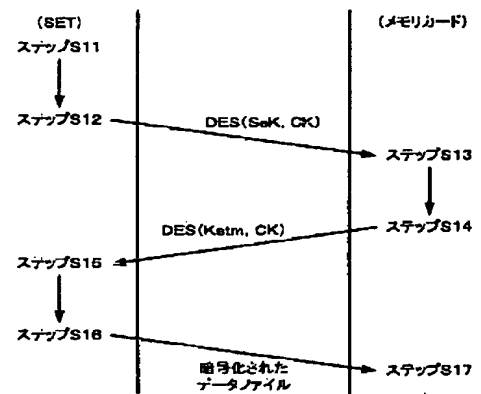 (SET)
(メモリカード)
ステップS11
ステップS12
DES(SeK, CK)
ステップS13
ステップS14
DES(Kstm, CK)
ステップS15
ステップS16
暗号化された
データファイル
ステップS17